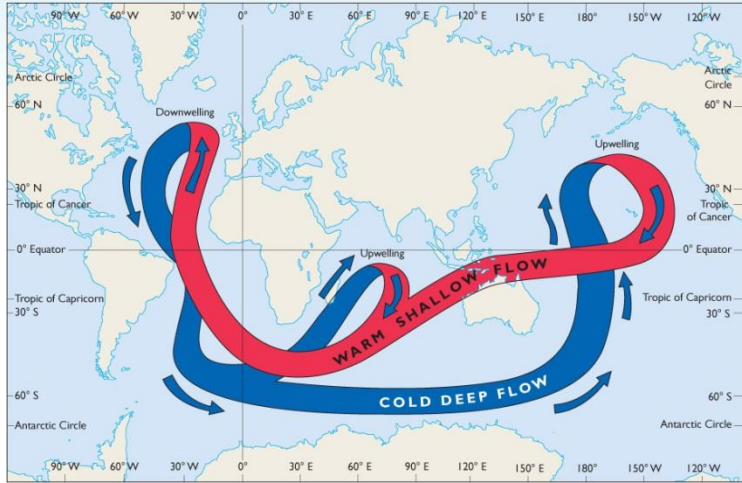 90° W 60° W 30° W 0° 30° E 60° E 90° E 120° E 150° E 180° 150° W 120° W
Arctic Circle
Arctic
Circle
60° N
60° N
Downwelling
Upwelling
30° N
30° N
Tropic of Cancer
Tropic
of Cancer
0° Equator
Upwelling
0° Equator
WARM SHALLOW FLOW
Tropic of Capricorn
Tropic of Capricorn
30° S
30° S
COLD DEEP FLOW
60° S
60° S
Antarctic Circle
Antarctic Circle
90° W 60° W 30° W 0° 30° E 60° E 90° E 120° E 150° E 180° 150° W 120° W